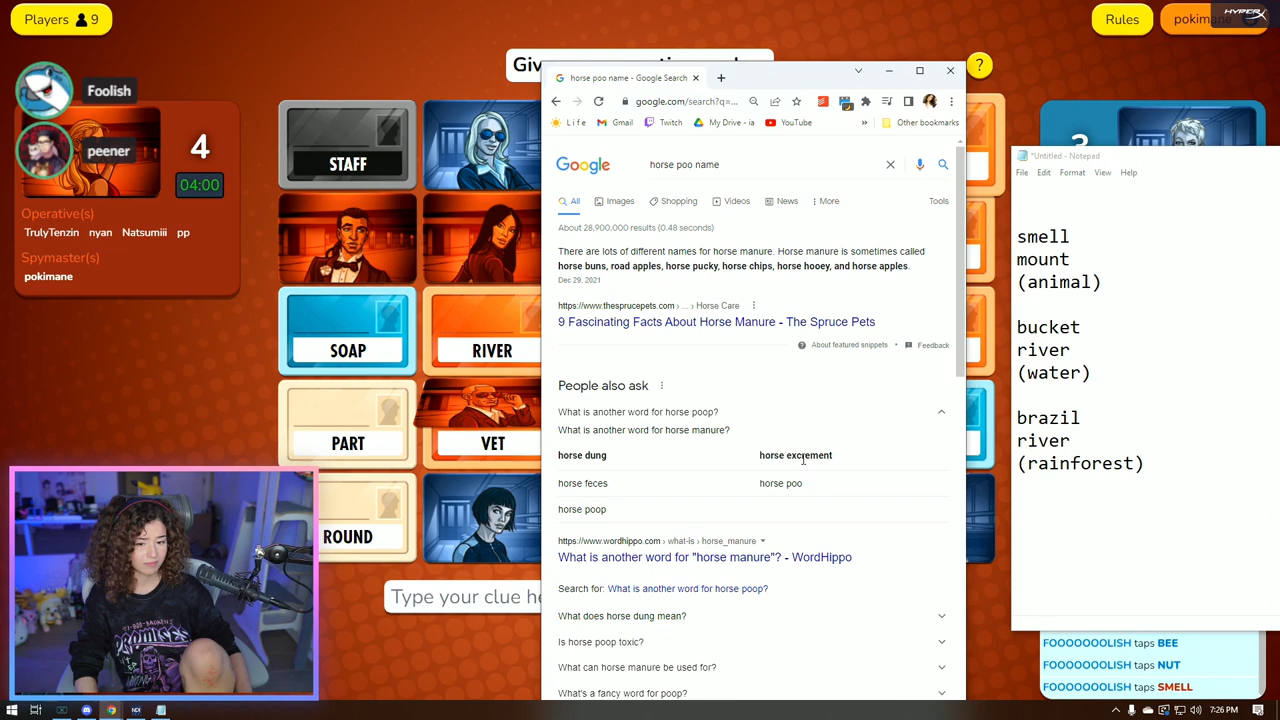 Players 9
Rules
pokimane
HYPERX
Foolish
peener
4
04:00
Operative(s)
TrulyTenzin nyan Natsumiii pp
Spymaster(s)
pokimane
?
STAFF
SOAP
RIVER
PART
VET
ROUND
Type your clue he
horse poo name - Google Search
google.com/search?q=...
Life Gmail Twitch My Drive - ia YouTube » Other bookmarks
Google
horse poo name
All Images Shopping Videos News More Tools
About 28,900,000 results (0.48 seconds)
There are lots of different names for horse manure. Horse manure is sometimes called
horse buns, road apples, horse pucky, horse chips, horse hooey, and horse apples.
Dec 29, 2021
https://www.thesprucepets.com › ... › Horse Care
9 Fascinating Facts About Horse Manure - The Spruce Pets
About featured snippets • Feedback
People also ask
What is another word for horse poop?
What is another word for horse manure?
horse dung horse excrement
horse feces horse poo
horse poop
https://www.wordhippo.com › what-is › horse_manure
What is another word for "horse manure"? - WordHippo
Search for: What is another word for horse poop?
What does horse dung mean?
Is horse poop toxic?
What can horse manure be used for?
What's a fancy word for poop?
*Untitled - Notepad
File Edit Format View Help
smell
mount
(animal)
bucket
river
(water)
brazil
river
(rainforest)
FOOOOOOOLISH taps BEE
FOOOOOOOLISH taps NUT
FOOOOOOOLISH taps SMELL
7:26 PM